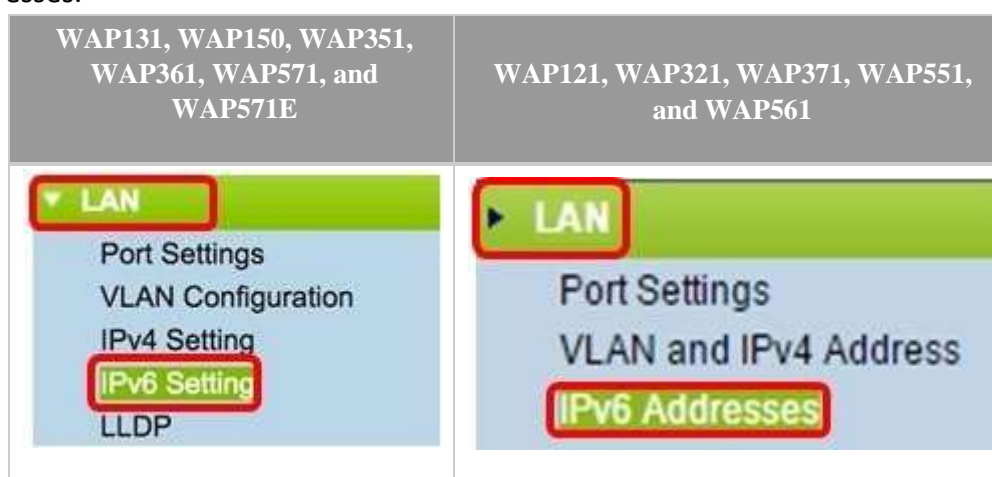 WAP131, WAP150, WAP351,
WAP361, WAP571, and
WAP571E
WAP121, WAP321, WAP371, WAP551,
and WAP561
LAN
Port Settings
VLAN Configuration
IPv4 Setting
IPv6 Setting
LLDP
LAN
Port Settings
VLAN and IPv4 Address
IPv6 Addresses